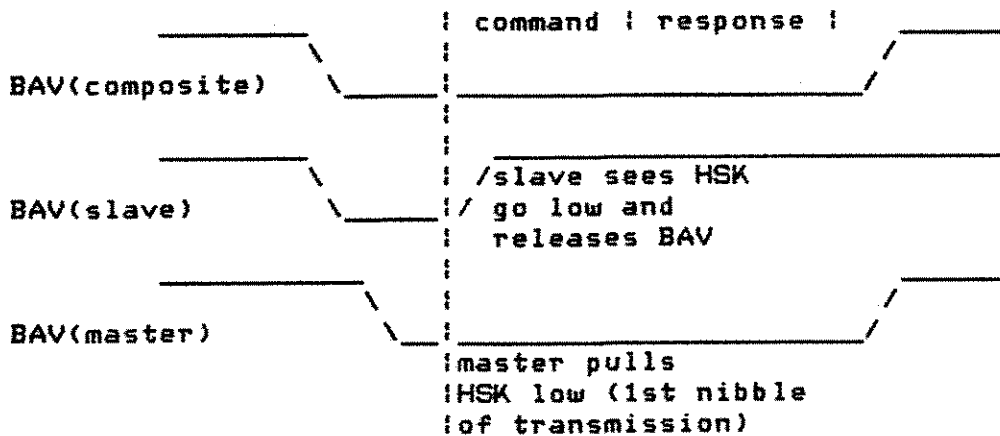 command | response |
BAV(composite)
slave sees HSK
BAV(slave) go low and
releases BAV
BAV(master)
master pulls
HSK low (1st nibble
of transmission)